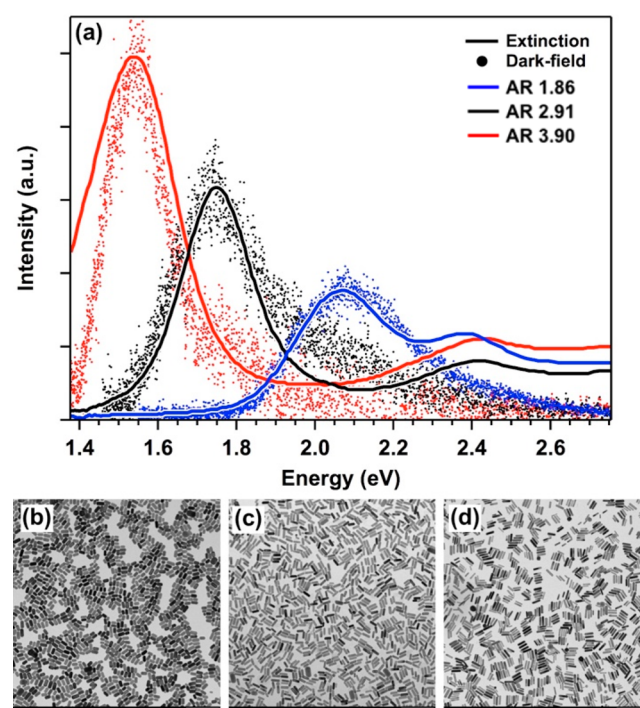 (a)
Extinction
Dark-field
AR 1.86
AR 2.91
AR 3.90
Intensity (a.u.)
1.4 1.6 1.8 2.0 2.2 2.4 2.6
Energy (eV)
(b) (c) (d)